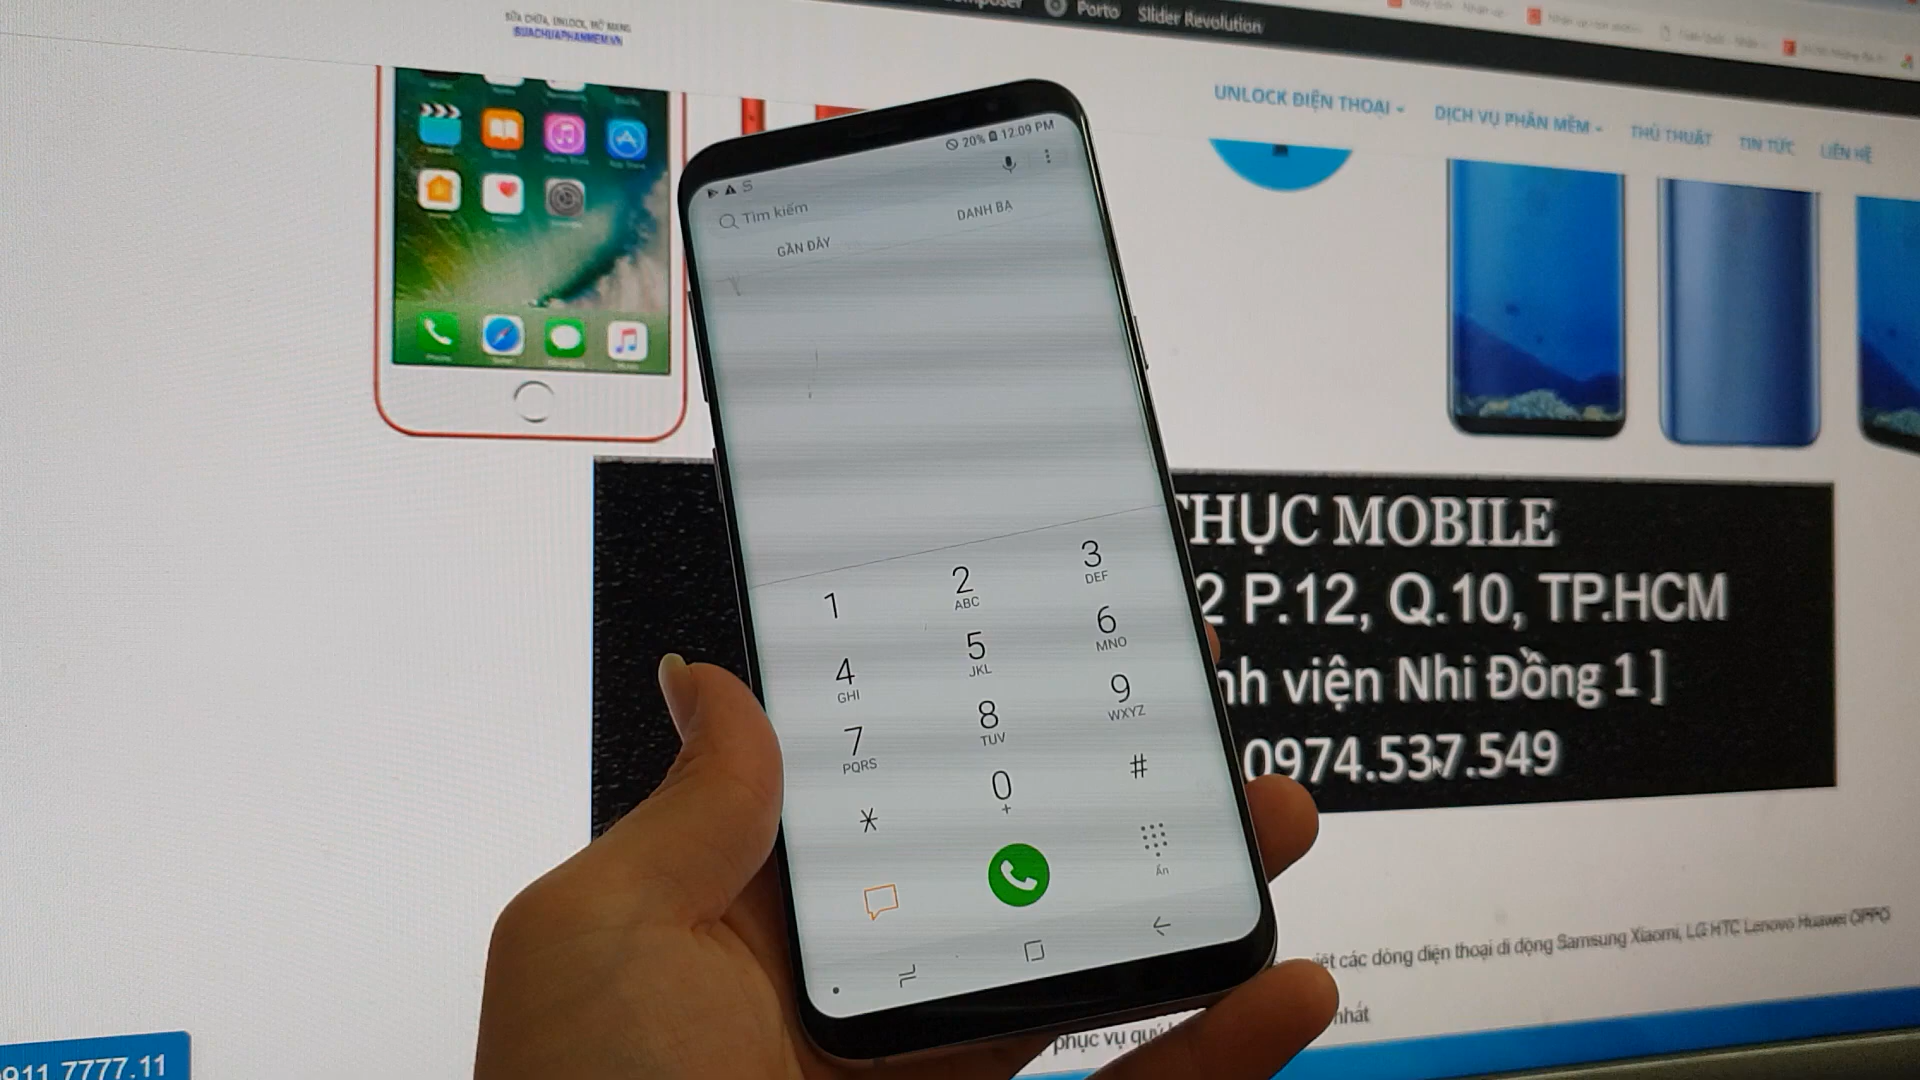 Porto Slider Revolution
SỬA CHỮA, UNLOCK, MỞ MẠNG
SUACHUAPHANMEM.VN
UNLOCK ĐIỆN THOẠI
DỊCH VỤ PHẦN MỀM
THỦ THUẬT
TIN TỨC
LIÊN HỆ
20% 12:09 PM
Tìm kiếm
GẦN ĐÂY
DANH BẠ
1
2 ABC
3 DEF
4 GHI
5 JKL
6 MNO
7 PQRS
8 TUV
9 WXYZ
*
0 +
#
Ẩn
THỤC MOBILE
2 P.12, Q.10, TP.HCM
nh viện Nhi Đồng 1 ]
0974.537.549
các dòng điện thoại di động Samsung Xiaomi, LG HTC Lenovo Huawei OPPO
nhất
phục vụ quý
911.7777.11